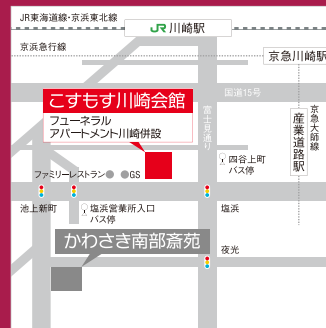 JR東海道線・京浜東北線
JR川崎駅
京浜急行線
京急川崎駅
国道15号
こすもす川崎会館
フューネラル
アパートメント川崎併設
富士見通り
京急大師線
産業道路駅
四谷上町
バス停
ファミリーレストラン
GS
池上新町
塩浜営業所入口
バス停
塩浜
かわさき南部斎苑
夜光